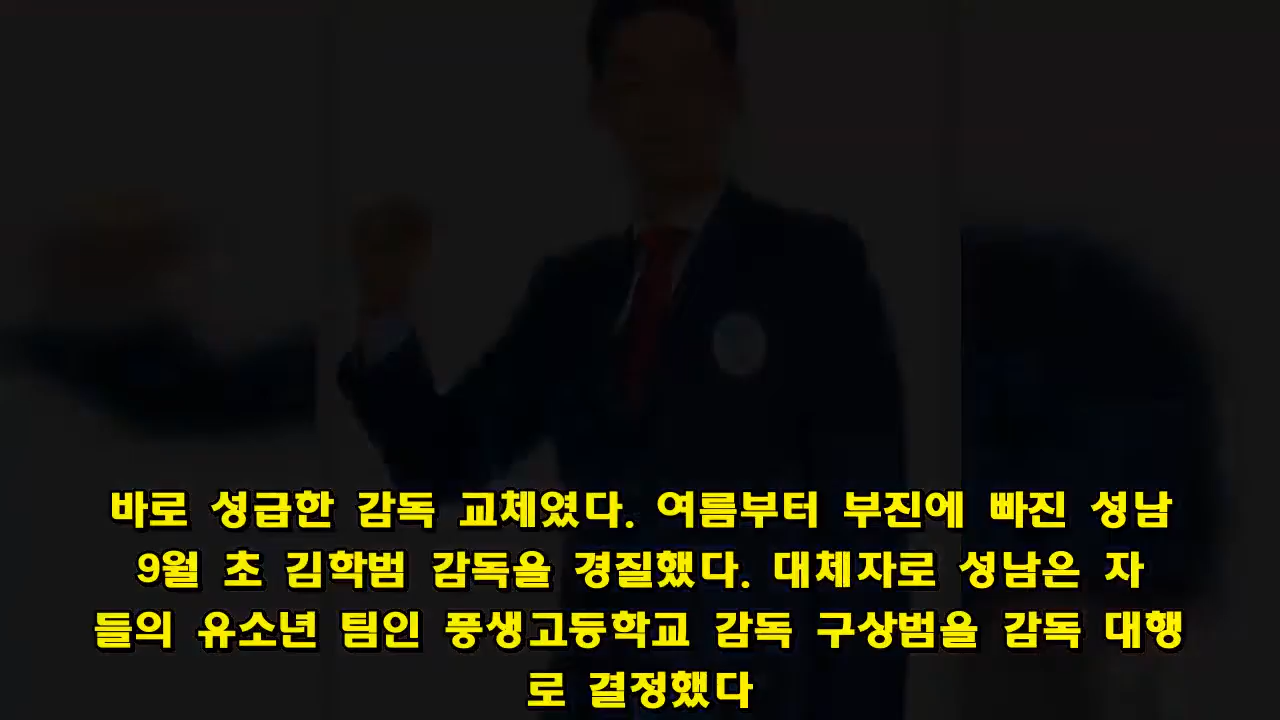 바로 성급한 감독 교체였다. 여름부터 부진에 빠진 성남
9월 초 김학범 감독을 경질했다. 대체자로 성남은 자
들의 유소년 팀인 풍생고등학교 감독 구상범을 감독 대행
로 결정했다